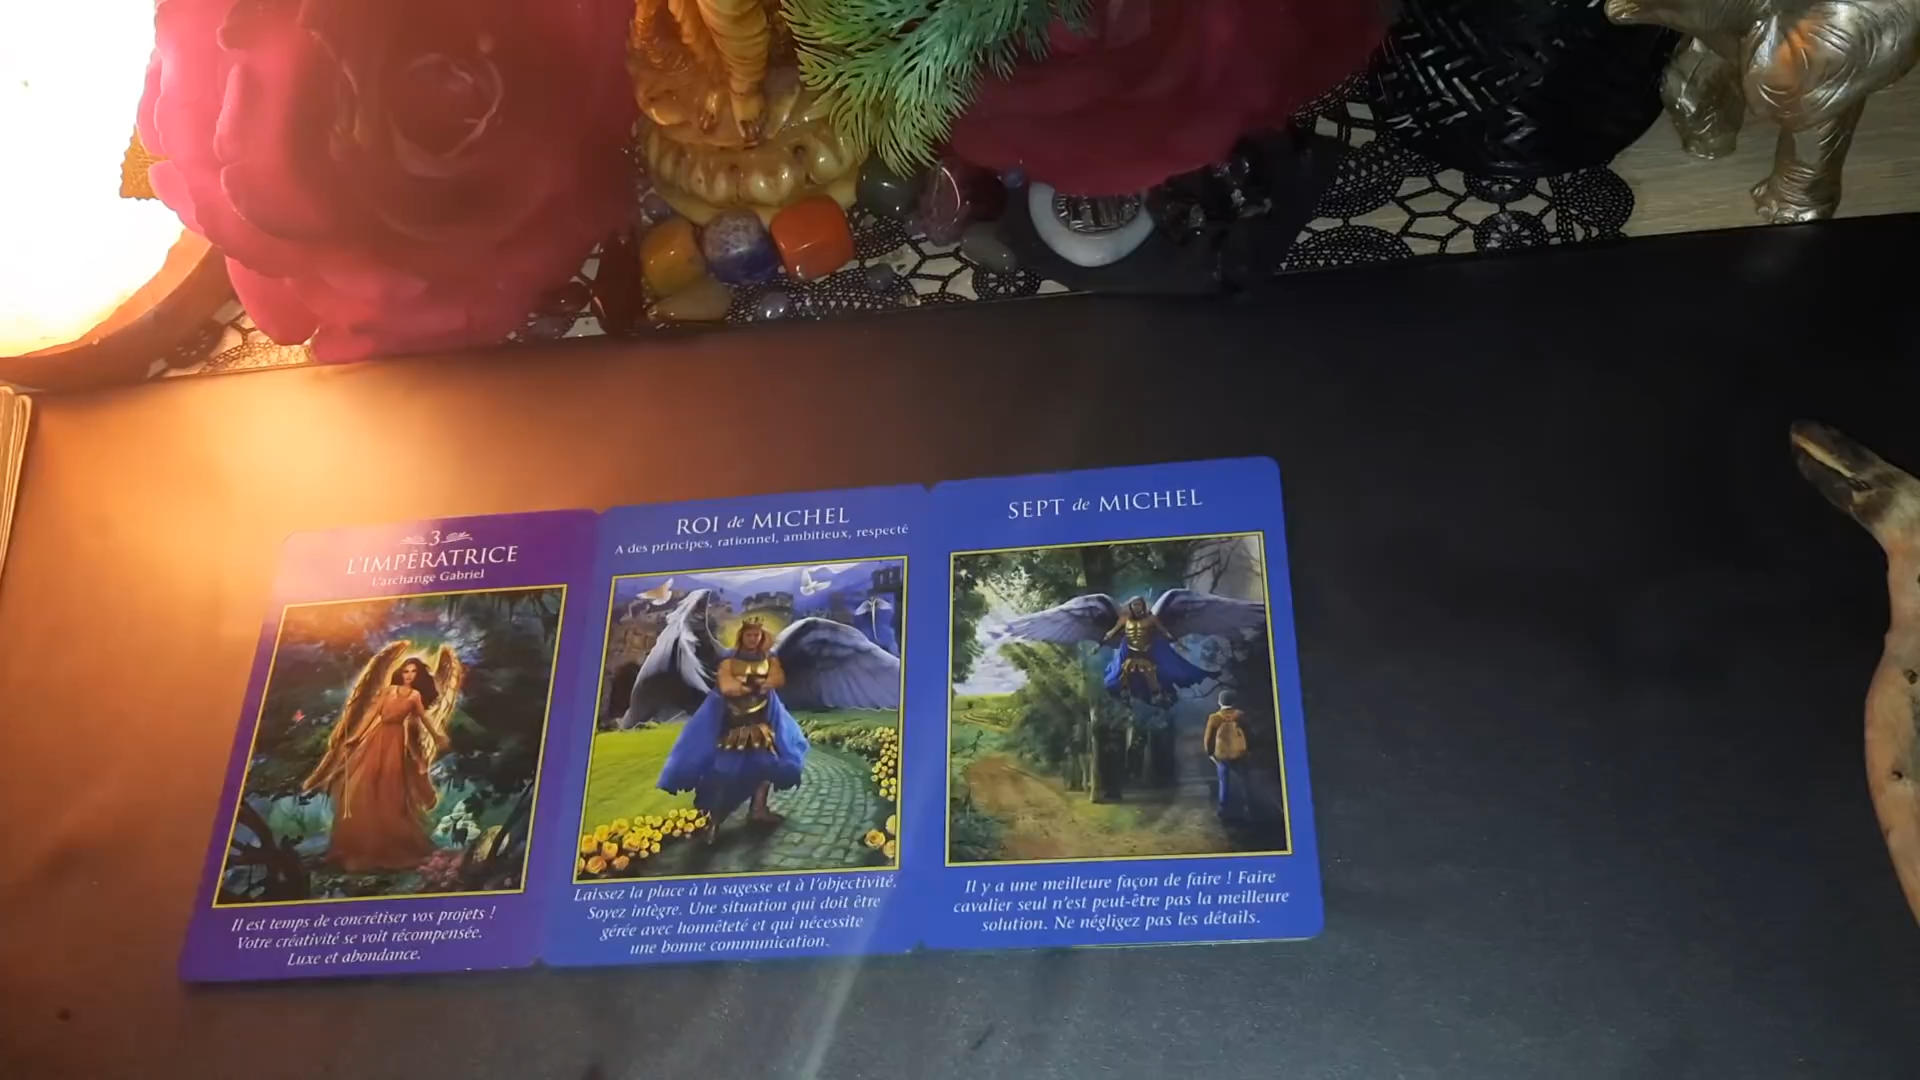 3
L'IMPÉRATRICE
L'archange Gabriel
Il est temps de concrétiser vos projets !
Votre créativité se voit récompensée.
Luxe et abondance.
ROI de MICHEL
A des principes, rationnel, ambitieux, respecté
Laissez la place à la sagesse et à l'objectivité.
Soyez intègre. Une situation qui doit être
gérée avec honnêteté et qui nécessite
une bonne communication.
SEPT de MICHEL
Il y a une meilleure façon de faire ! Faire
cavalier seul n'est peut-être pas la meilleure
solution. Ne négligez pas les détails.